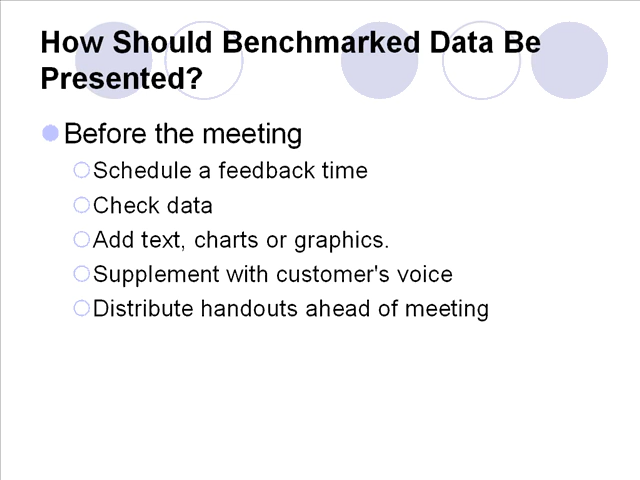 How Should Benchmarked Data Be
Presented?
Before the meeting
Schedule a feedback time
Check data
Add text, charts or graphics.
Supplement with customer's voice
Distribute handouts ahead of meeting